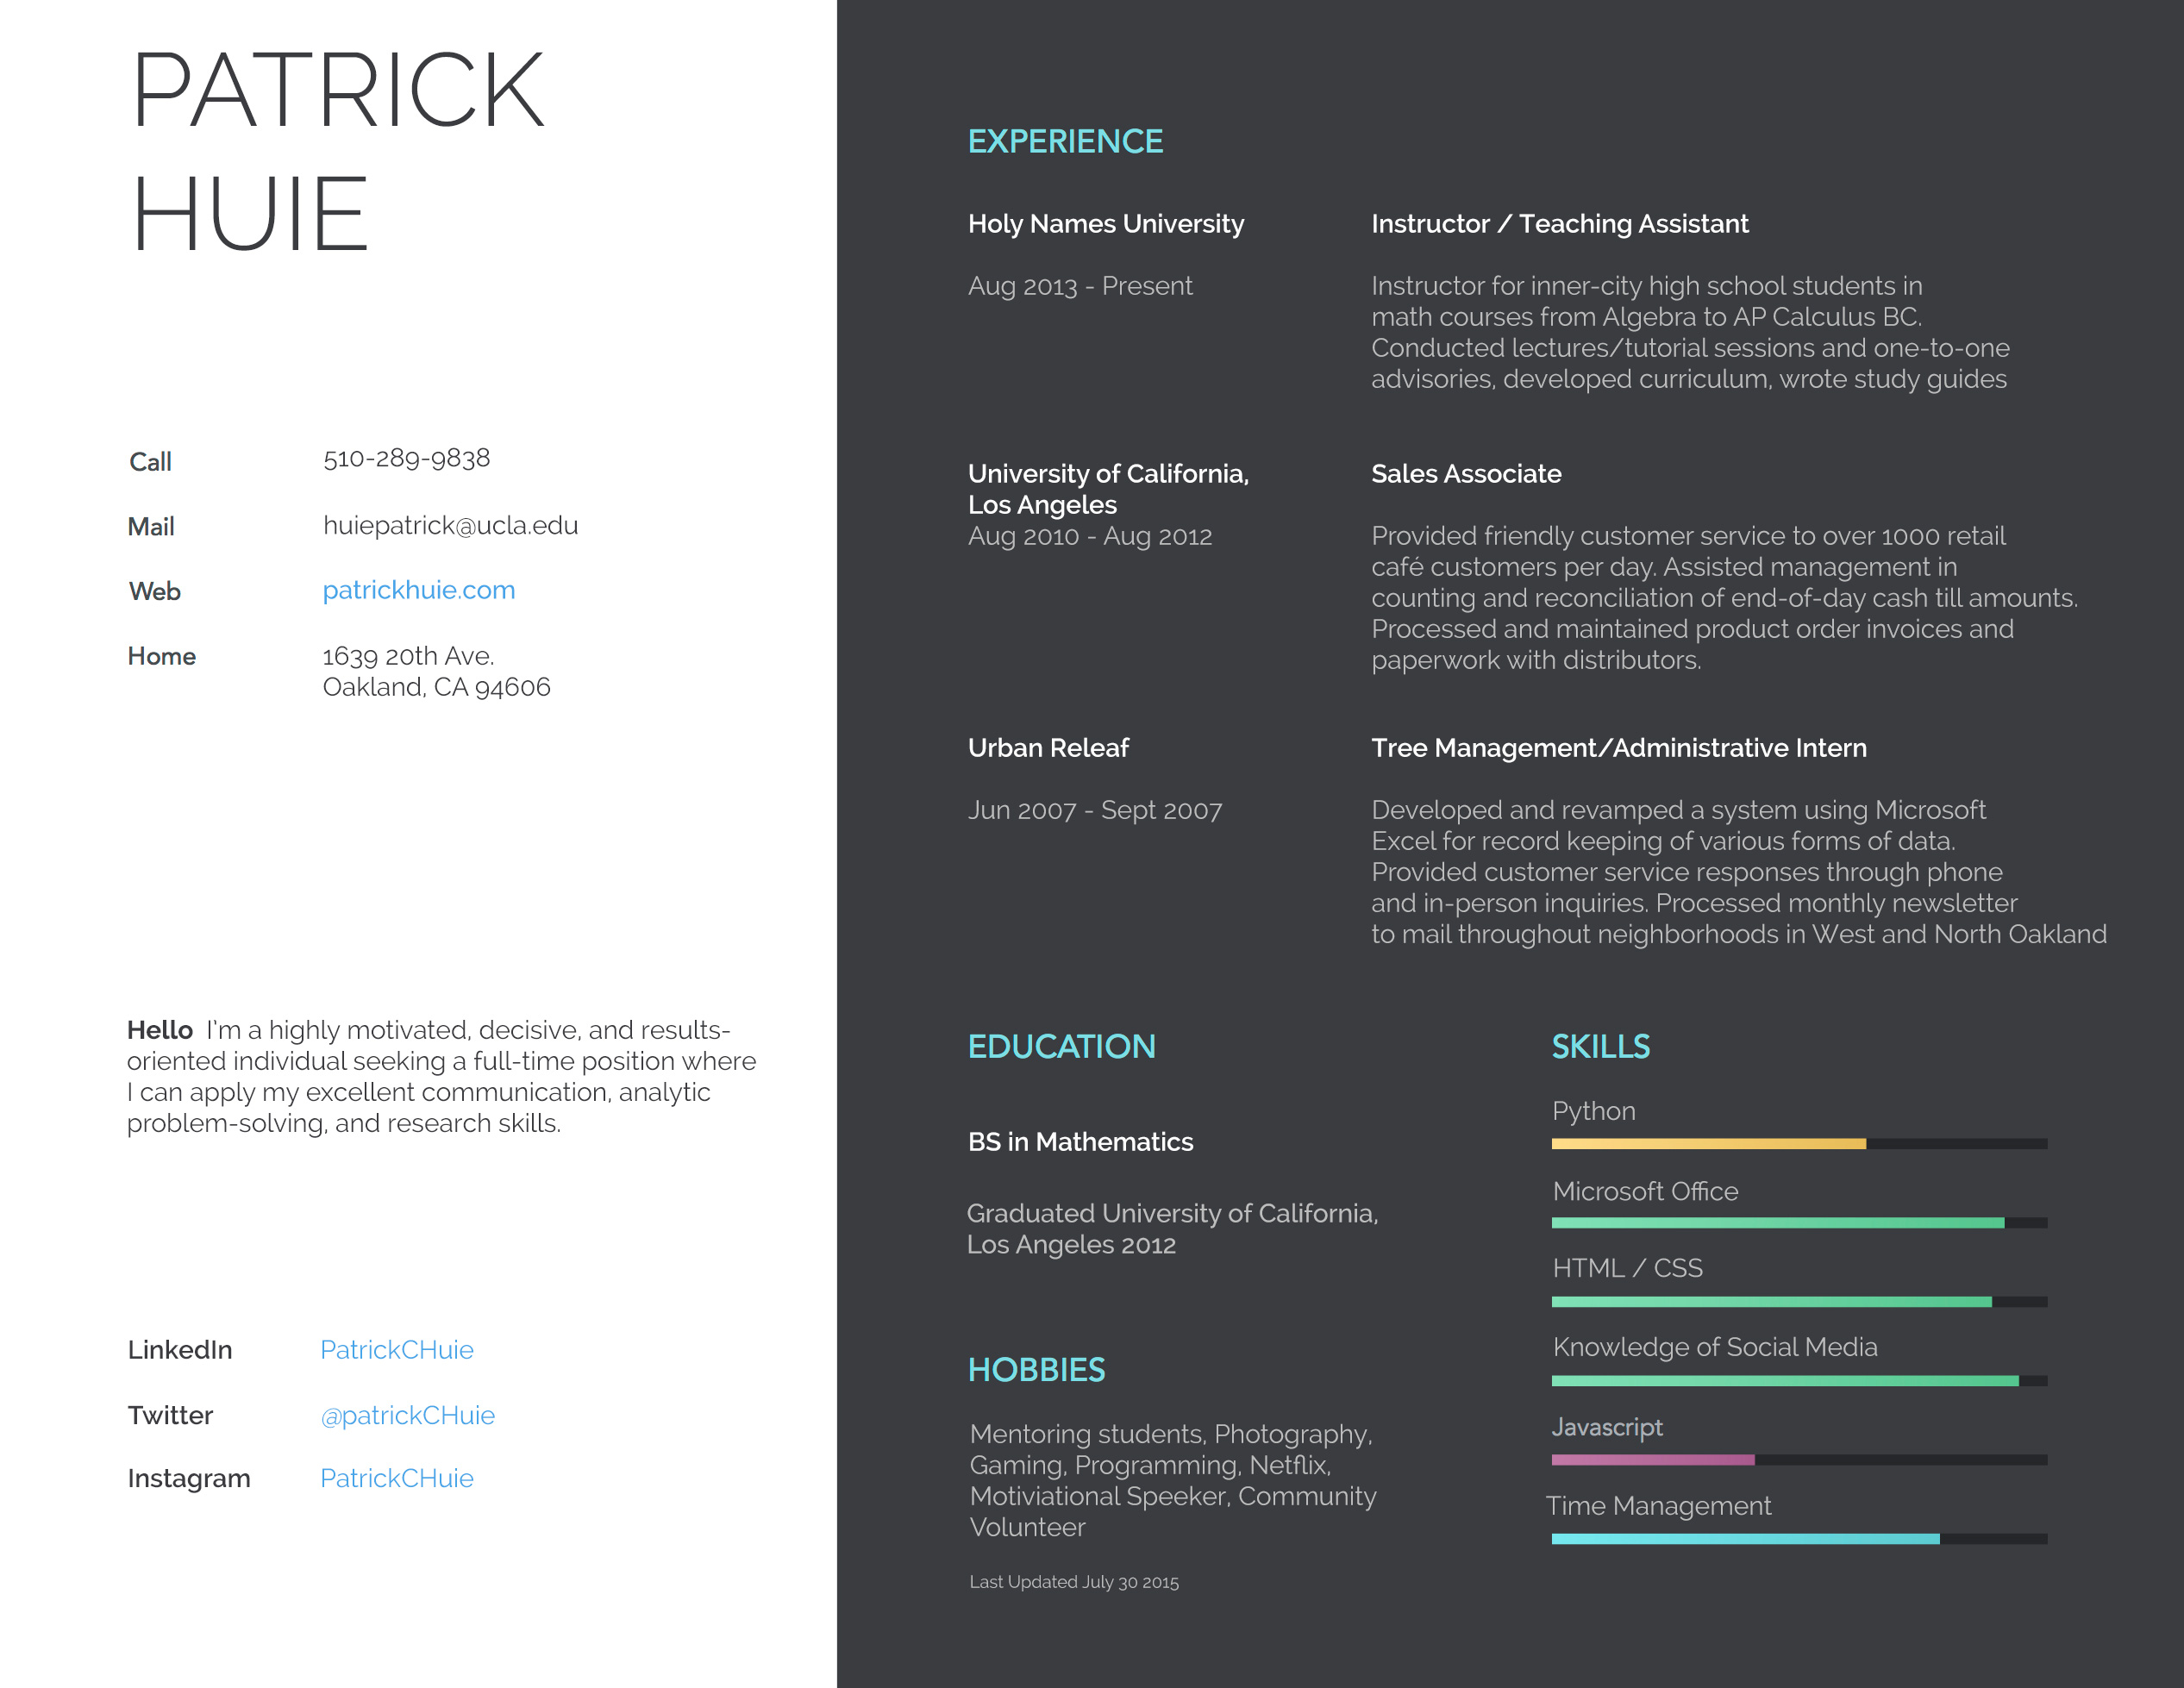 PATRICK
HUIE
Call 510-289-9838
Mail huiepatrick@ucla.edu
Web patrickhuie.com
Home 1639 20th Ave.
Oakland, CA 94606
Hello I'm a highly motivated, decisive, and results-
oriented individual seeking a full-time position where
I can apply my excellent communication, analytic
problem-solving, and research skills.
LinkedIn PatrickCHuie
Twitter @patrickCHuie
Instagram PatrickCHuie
EXPERIENCE
Holy Names University
Aug 2013 - Present
Instructor / Teaching Assistant
Instructor for inner-city high school students in
math courses from Algebra to AP Calculus BC.
Conducted lectures/tutorial sessions and one-to-one
advisories, developed curriculum, wrote study guides
University of California,
Los Angeles
Aug 2010 - Aug 2012
Sales Associate
Provided friendly customer service to over 1000 retail
café customers per day. Assisted management in
counting and reconciliation of end-of-day cash till amounts.
Processed and maintained product order invoices and
paperwork with distributors.
Urban Releaf
Jun 2007 - Sept 2007
Tree Management/Administrative Intern
Developed and revamped a system using Microsoft
Excel for record keeping of various forms of data.
Provided customer service responses through phone
and in-person inquiries. Processed monthly newsletter
to mail throughout neighborhoods in West and North Oakland
EDUCATION
BS in Mathematics
Graduated University of California,
Los Angeles 2012
HOBBIES
Mentoring students, Photography,
Gaming, Programming, Netflix,
Motiviational Speeker, Community
Volunteer
Last Updated July 30 2015
SKILLS
Python
Microsoft Office
HTML / CSS
Knowledge of Social Media
Javascript
Time Management